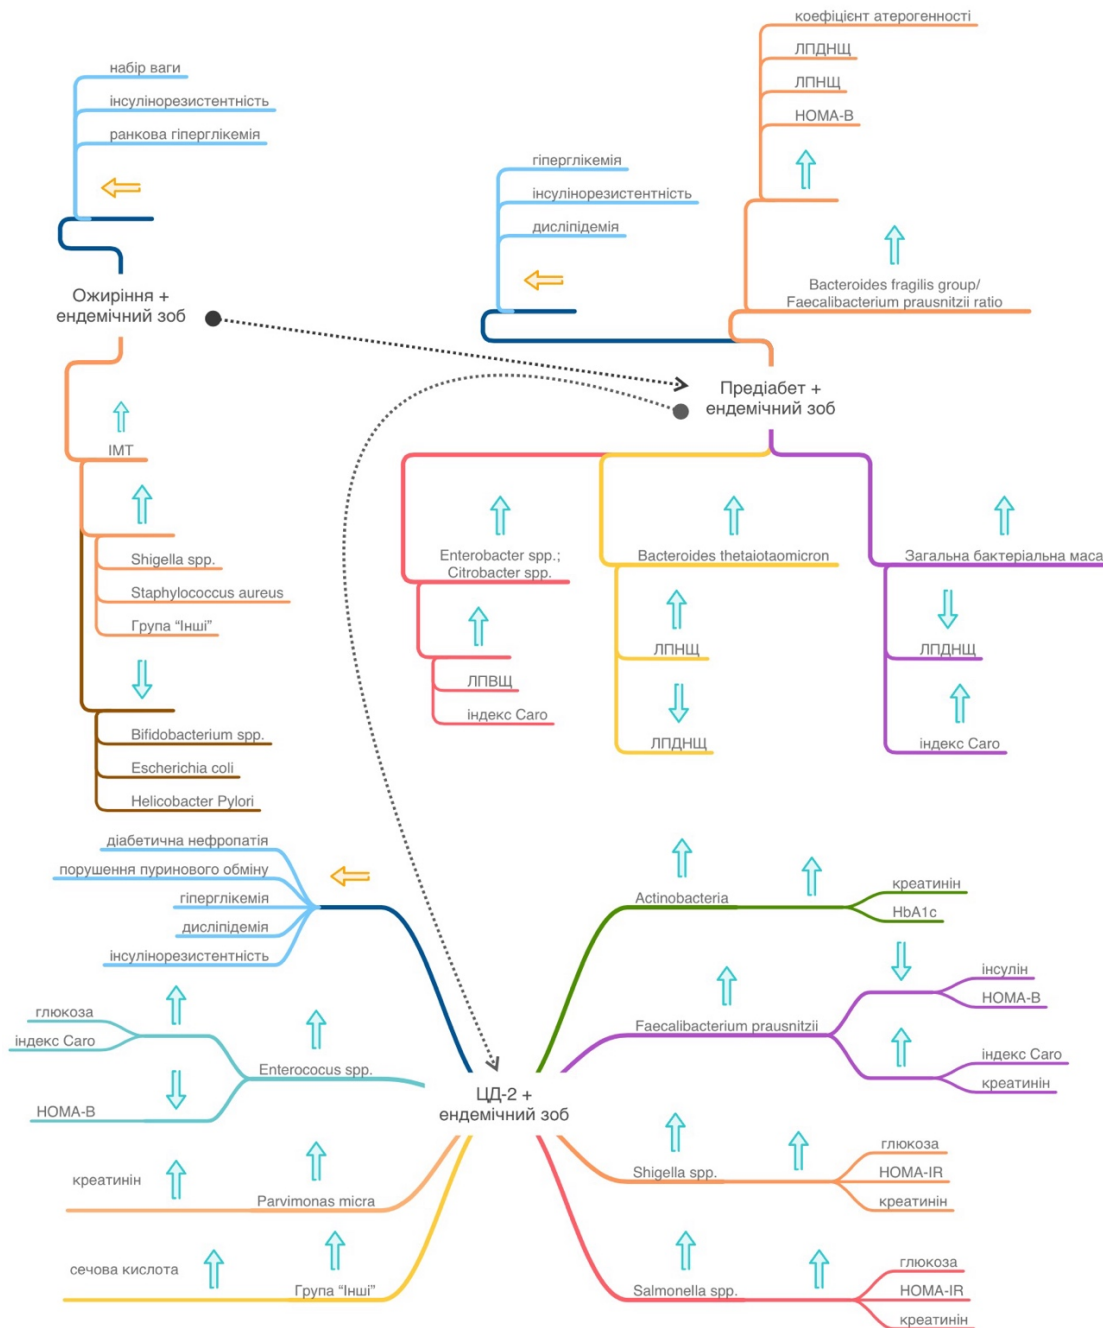 коефіцієнт атерогенності
ЛПДНЩ
ЛПНЩ
HOMA-B
набір ваги
інсулінорезистентність
ранкова гіперглікемія
гіперглікемія
інсулінорезистентність
дисліпідемія
Bacteroides fragilis group/
Faecalibacterium prausnitzii ratio
Ожиріння +
ендемічний зоб
Предіабет +
ендемічний зоб
ІМТ
Shigella spp.
Staphylococcus aureus
Група “Інші”
Bifidobacterium spp.
Escherichia coli
Helicobacter Pylori
Enterobacter spp.;
Citrobacter spp.
ЛПВЩ
індекс Caro
Bacteroides thetaiotaomicron
ЛПНЩ
ЛПДНЩ
Загальна бактеріальна маса
ЛПДНЩ
індекс Caro
діабетична нефропатія
порушення пуринового обміну
гіперглікемія
дисліпідемія
інсулінорезистентність
глюкоза
індекс Caro
HOMA-B
Enterococus spp.
креатинін
Parvimonas micra
сечова кислота
Група “Інші”
ЦД-2 +
ендемічний зоб
Actinobacteria
креатинін
HbA1c
Faecalibacterium prausnitzii
інсулін
HOMA-B
індекс Caro
креатинін
Shigella spp.
глюкоза
HOMA-IR
креатинін
Salmonella spp.
глюкоза
HOMA-IR
креатинін